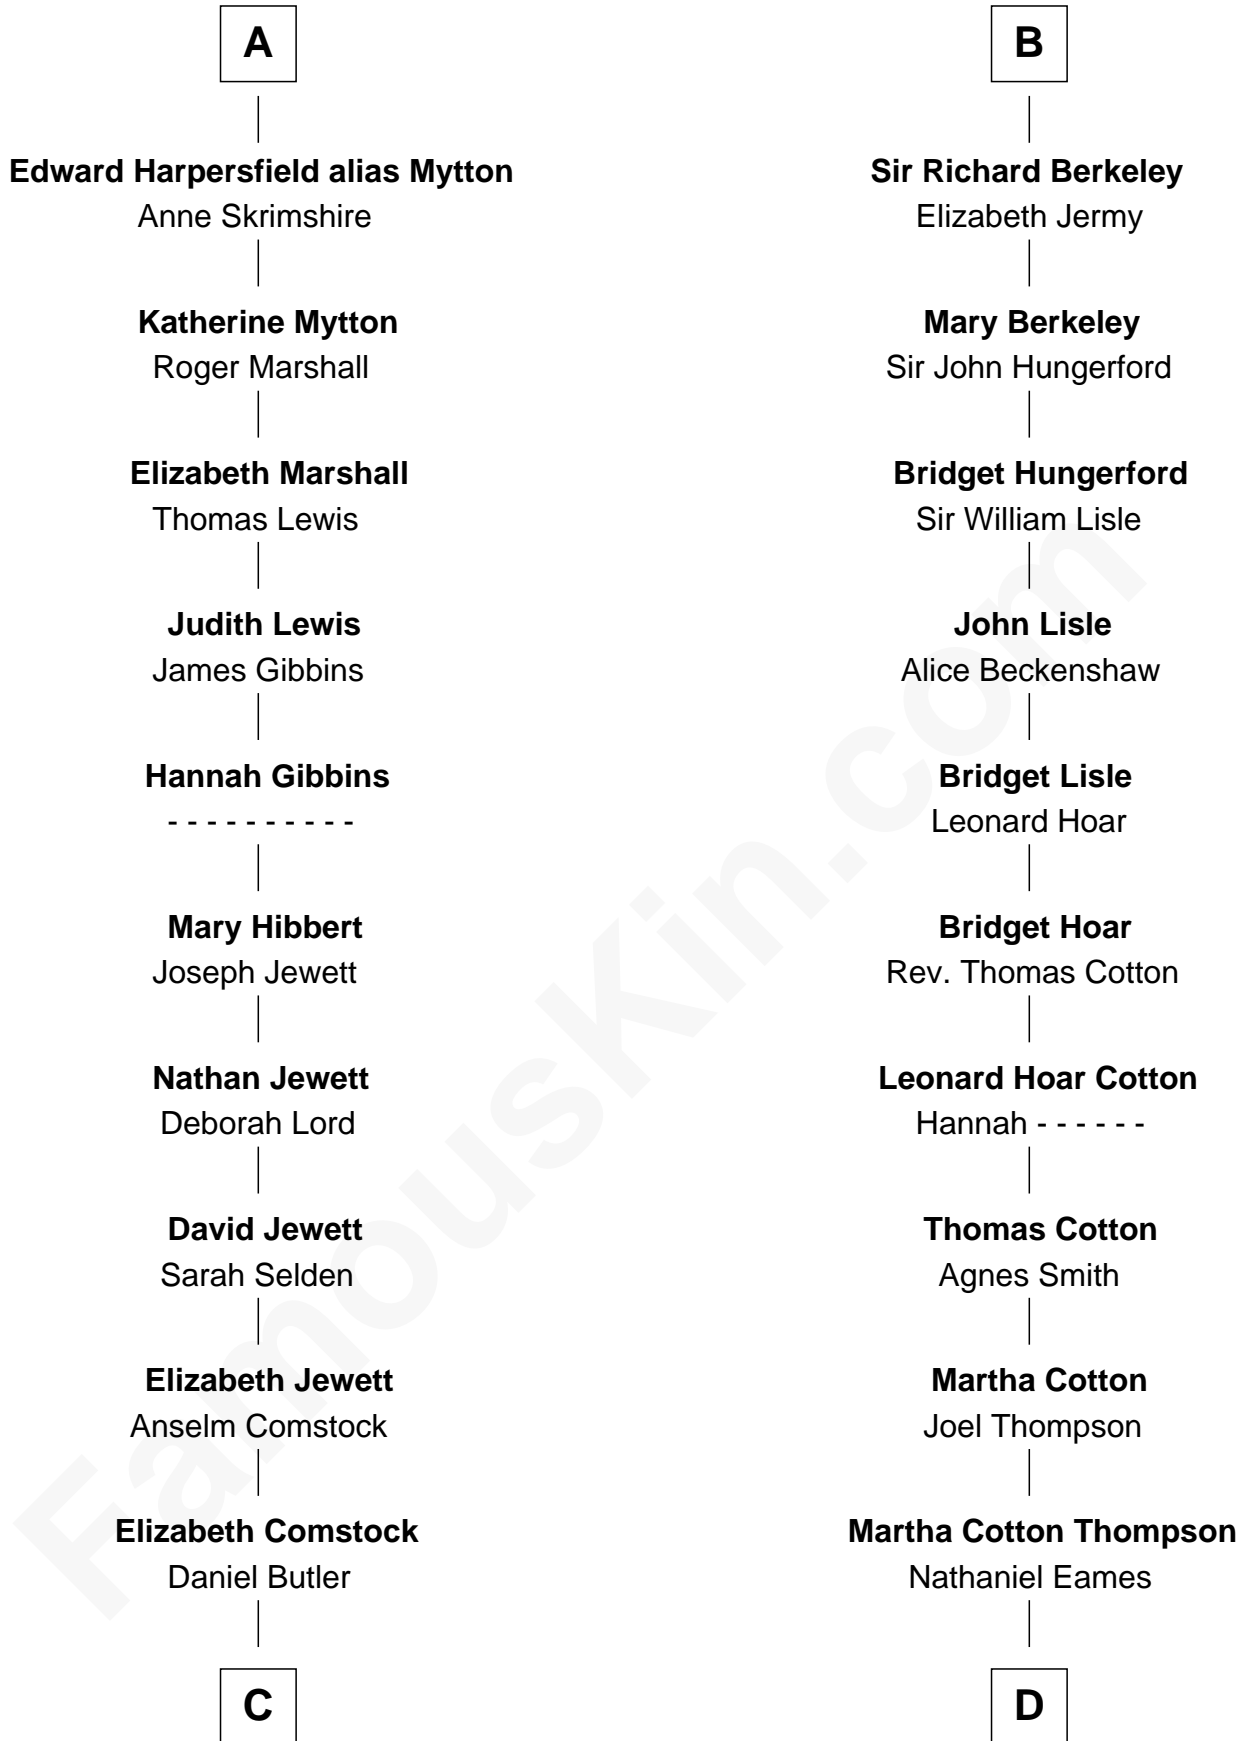 A
Edward Harpersfield alias Mytton
Anne Skrimshire
Katherine Mytton
Roger Marshall
Elizabeth Marshall
Thomas Lewis
Judith Lewis
James Gibbins
Hannah Gibbins
- - - - - - - - - -
Mary Hibbert
Joseph Jewett
Nathan Jewett
Deborah Lord
David Jewett
Sarah Selden
Elizabeth Jewett
Anselm Comstock
Elizabeth Comstock
Daniel Butler
C
B
Sir Richard Berkeley
Elizabeth Jermy
Mary Berkeley
Sir John Hungerford
Bridget Hungerford
Sir William Lisle
John Lisle
Alice Beckenshaw
Bridget Lisle
Leonard Hoar
Bridget Hoar
Rev. Thomas Cotton
Leonard Hoar Cotton
Hannah - - - - - -
Thomas Cotton
Agnes Smith
Martha Cotton
Joel Thompson
Martha Cotton Thompson
Nathaniel Eames
D
FamousKin.com